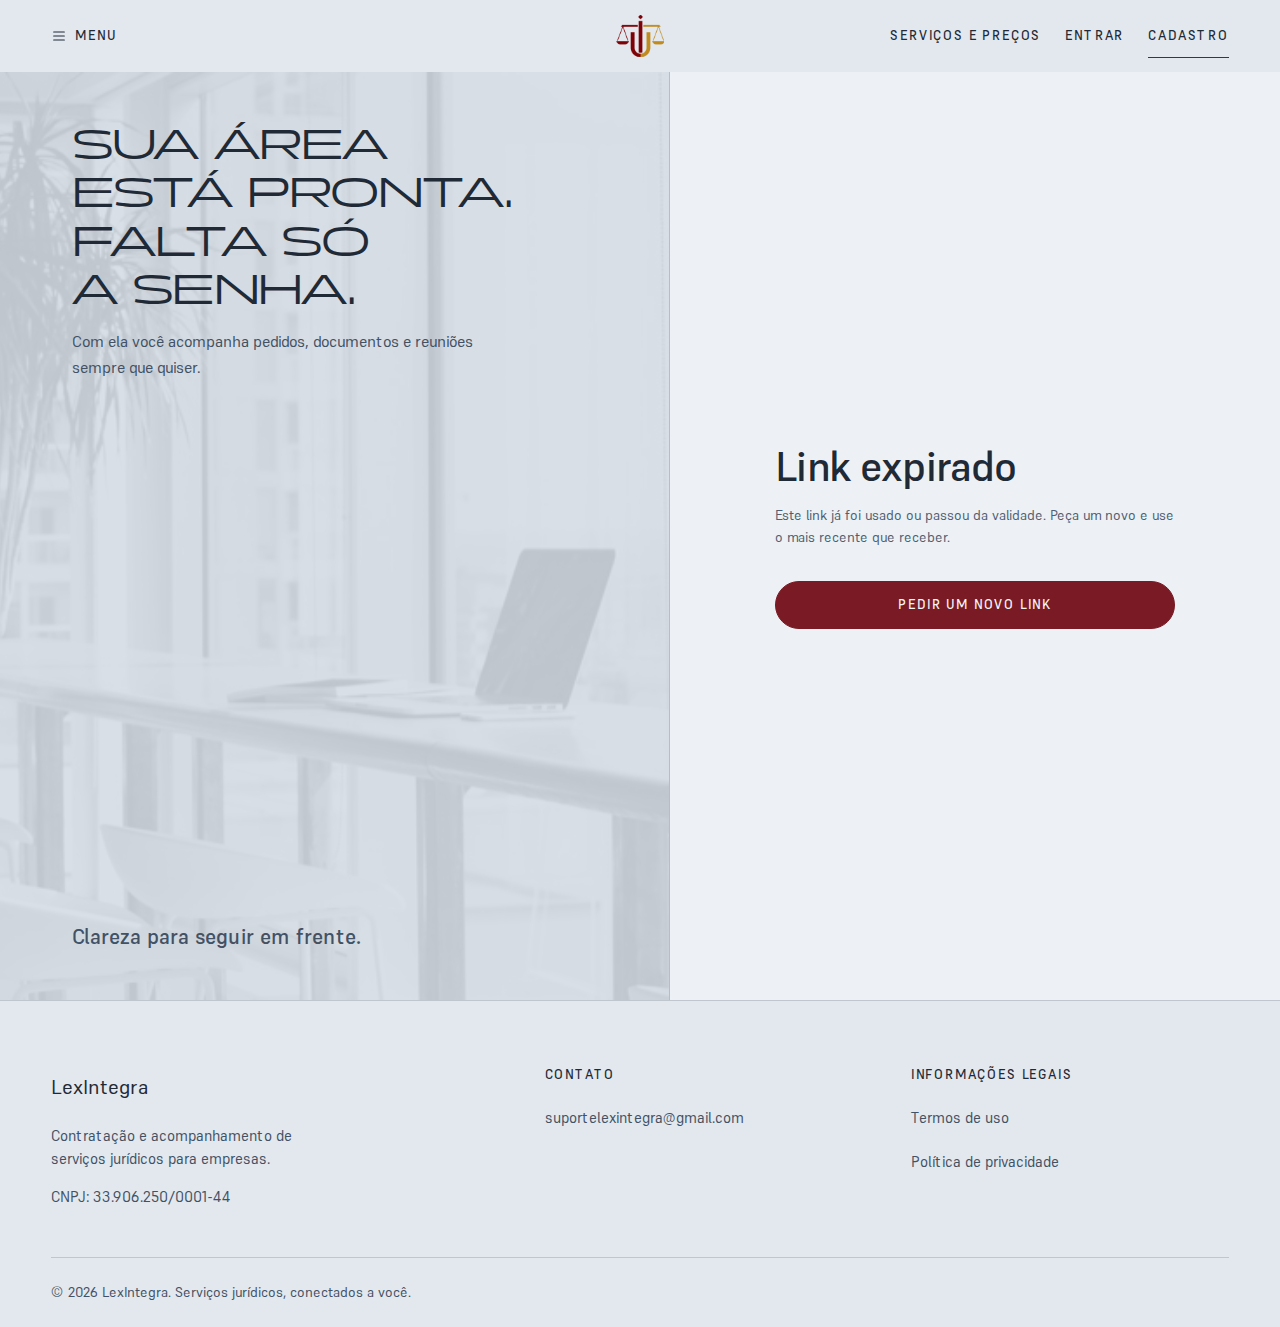 MENU
SERVIÇOS E PREÇOS
ENTRAR
CADASTRO
SUA ÁREA
ESTÁ PRONTA.
FALTA SÓ
A SENHA.
Com ela você acompanha pedidos, documentos e reuniões
sempre que quiser.
Clareza para seguir em frente.
Link expirado
Este link já foi usado ou passou da validade. Peça um novo e use
o mais recente que receber.
PEDIR UM NOVO LINK
LexIntegra
Contratação e acompanhamento de
serviços jurídicos para empresas.
CNPJ: 33.906.250/0001-44
CONTATO
suportelexintegra@gmail.com
INFORMAÇÕES LEGAIS
Termos de uso
Política de privacidade
© 2026 LexIntegra. Serviços jurídicos, conectados a você.